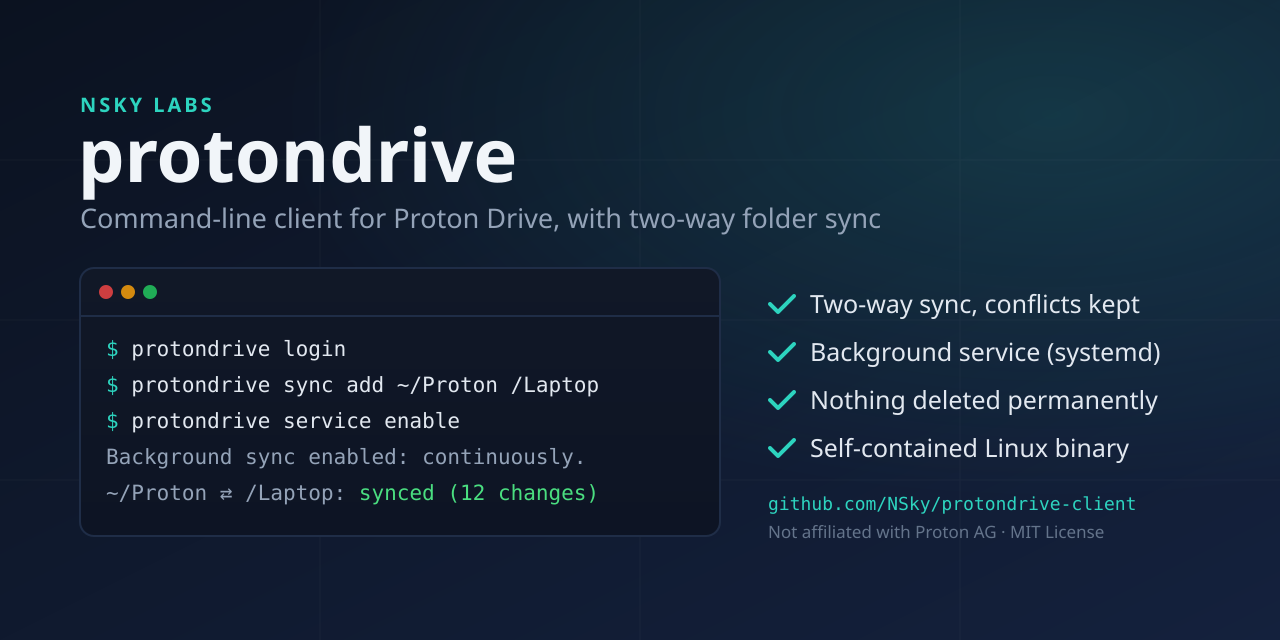 NSKY LABS
protondrive
Command-line client for Proton Drive, with two-way folder sync
$ protondrive login
$ protondrive sync add ~/Proton /Laptop
$ protondrive service enable
Background sync enabled: continuously.
~/Proton ⇄ /Laptop: synced (12 changes)
Two-way sync, conflicts kept
Background service (systemd)
Nothing deleted permanently
Self-contained Linux binary
github.com/NSky/protondrive-client
Not affiliated with Proton AG · MIT License